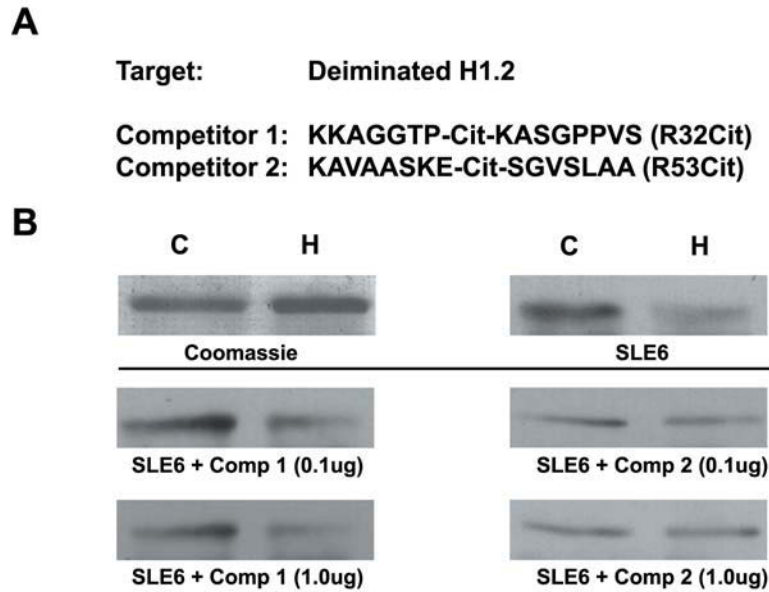 A
Target: Deiminated H1.2
Competitor 1: KKAGGTP-Cit-KASGPPVS (R32Cit)
Competitor 2: KAVAASKE-Cit-SGVSLAA (R53Cit)
B
C H C H
Coomassie SLE6
SLE6 + Comp 1 (0.1ug) SLE6 + Comp 2 (0.1ug)
SLE6 + Comp 1 (1.0ug) SLE6 + Comp 2 (1.0ug)